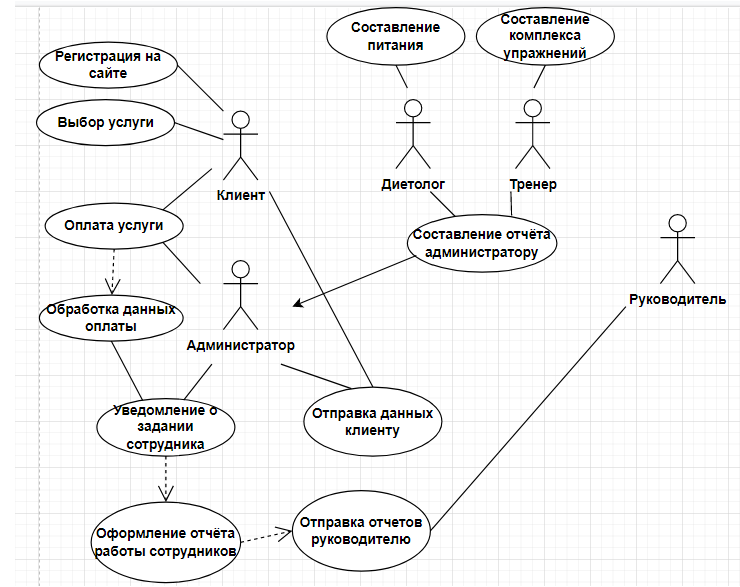 Составление
питания
Составление
комплекса
упражнений
Регистрация на
сайте
Выбор услуги
Клиент
Диетолог
Тренер
Оплата услуги
Составление отчёта
администратору
Руководитель
Обработка данных
оплаты
Администратор
Уведомление о
задании
сотрудника
Отправка данных
клиенту
Оформление отчёта
работы сотрудников
Отправка отчетов
руководителю